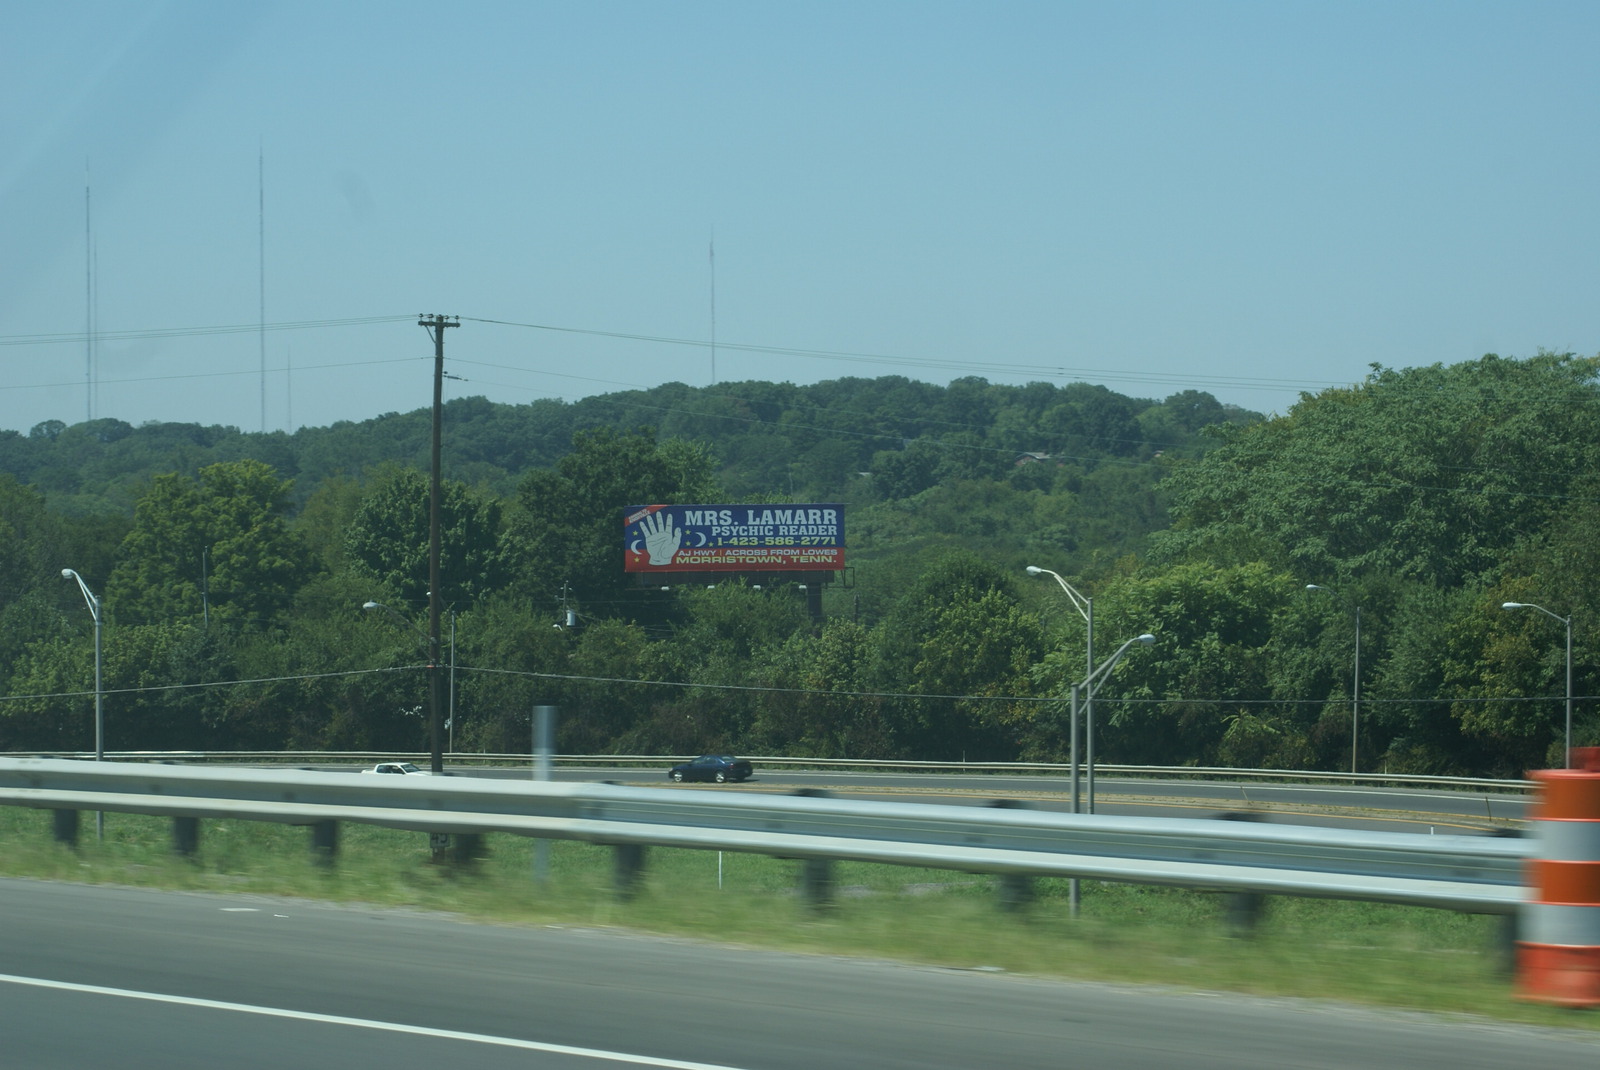 MRS. LAMARR
PSYCHIC READER
1-423-586-2771
AJ HWY | ACROSS FROM LOWES
MORRISTOWN, TENN.